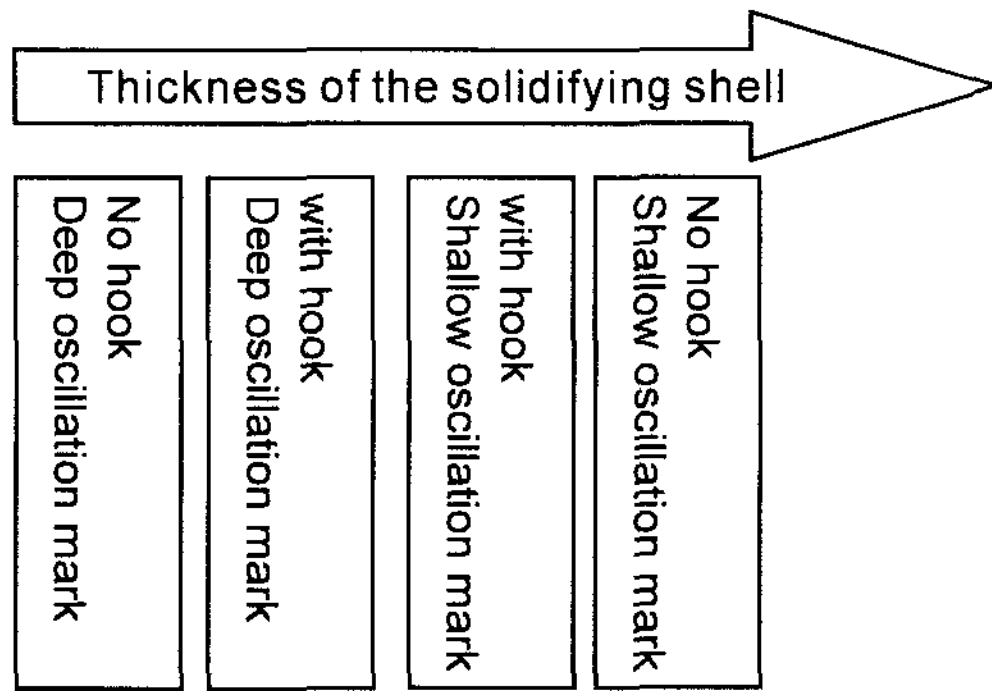 Thickness of the solidifying shell
No hook
Deep oscillation mark
with hook
Deep oscillation mark
with hook
Shallow oscillation mark
No hook
Shallow oscillation mark